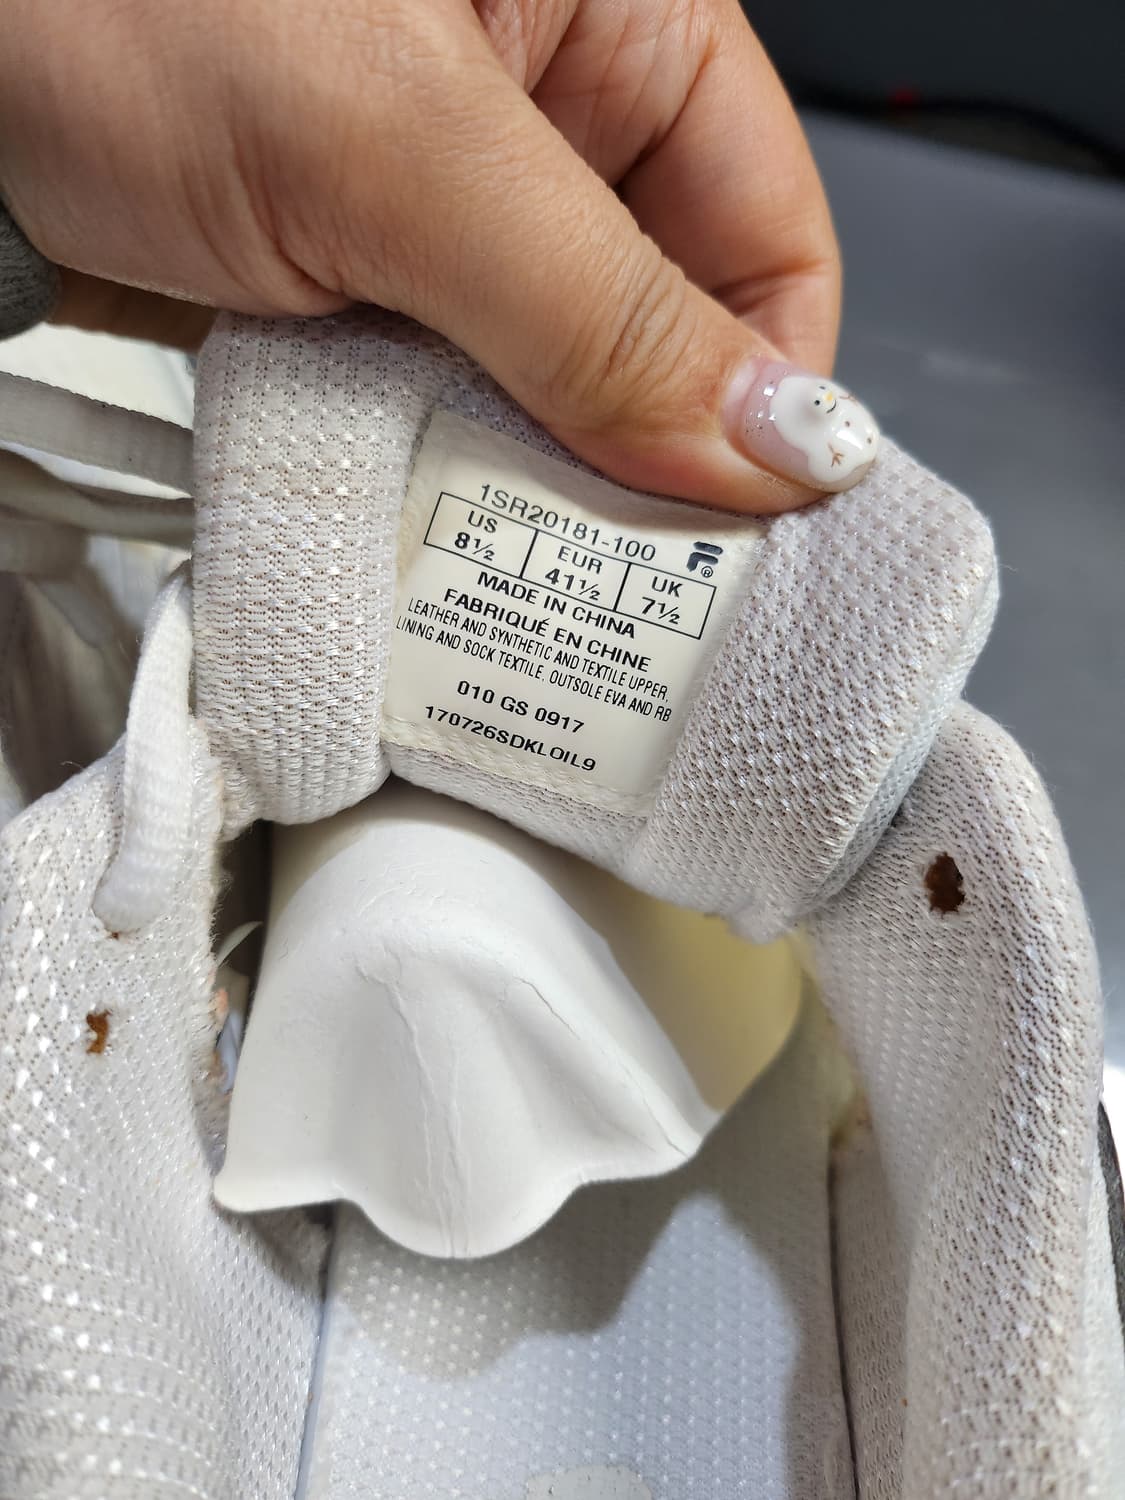 1SR20181-100
US EUR UK
8½ 41½ 7½
MADE IN CHINA
FABRIQUÉ EN CHINE
LEATHER AND SYNTHETIC AND TEXTILE UPPER,
LINING AND SOCK TEXTILE, OUTSOLE EVA AND RB
010 GS 0917
170726SDKLOIL9